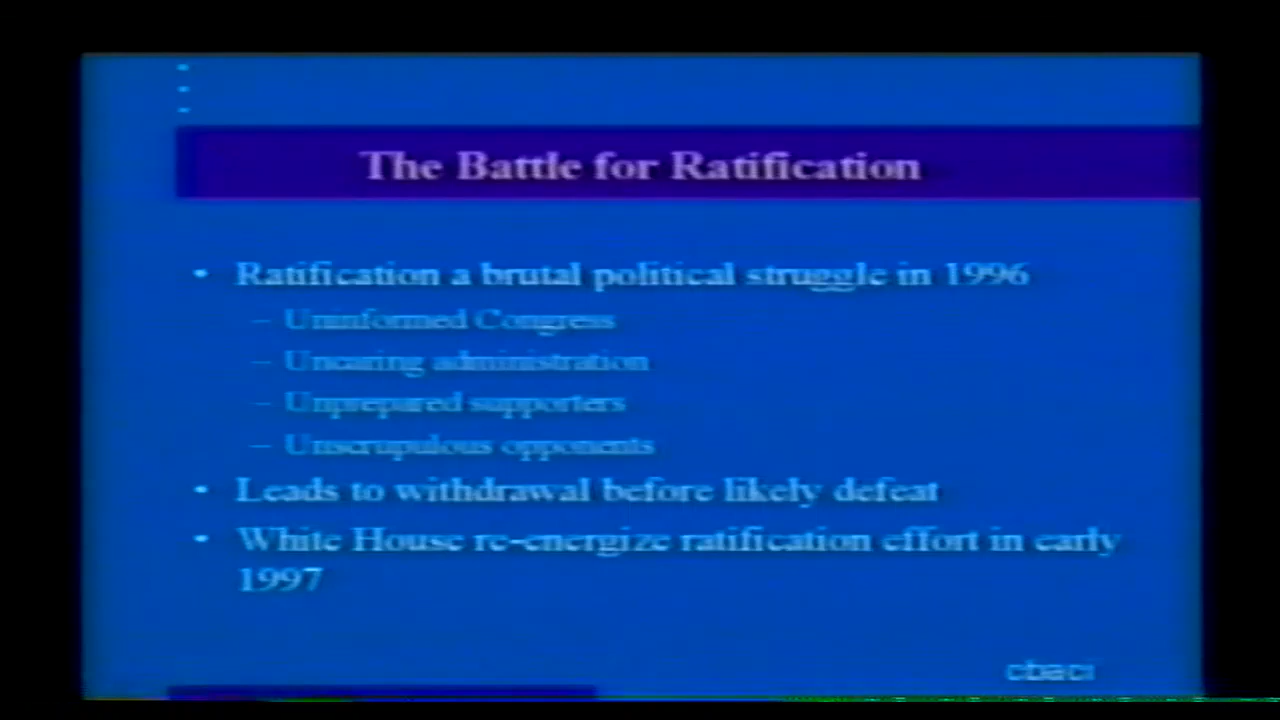 The Battle for Ratification
• Ratification a brutal political struggle in 1996
– Uninformed Congress
– Uncaring administration
– Unprepared supporters
– Unscrupulous opponents
• Leads to withdrawal before likely defeat
• White House re-energize ratification effort in early
1997
cbaci